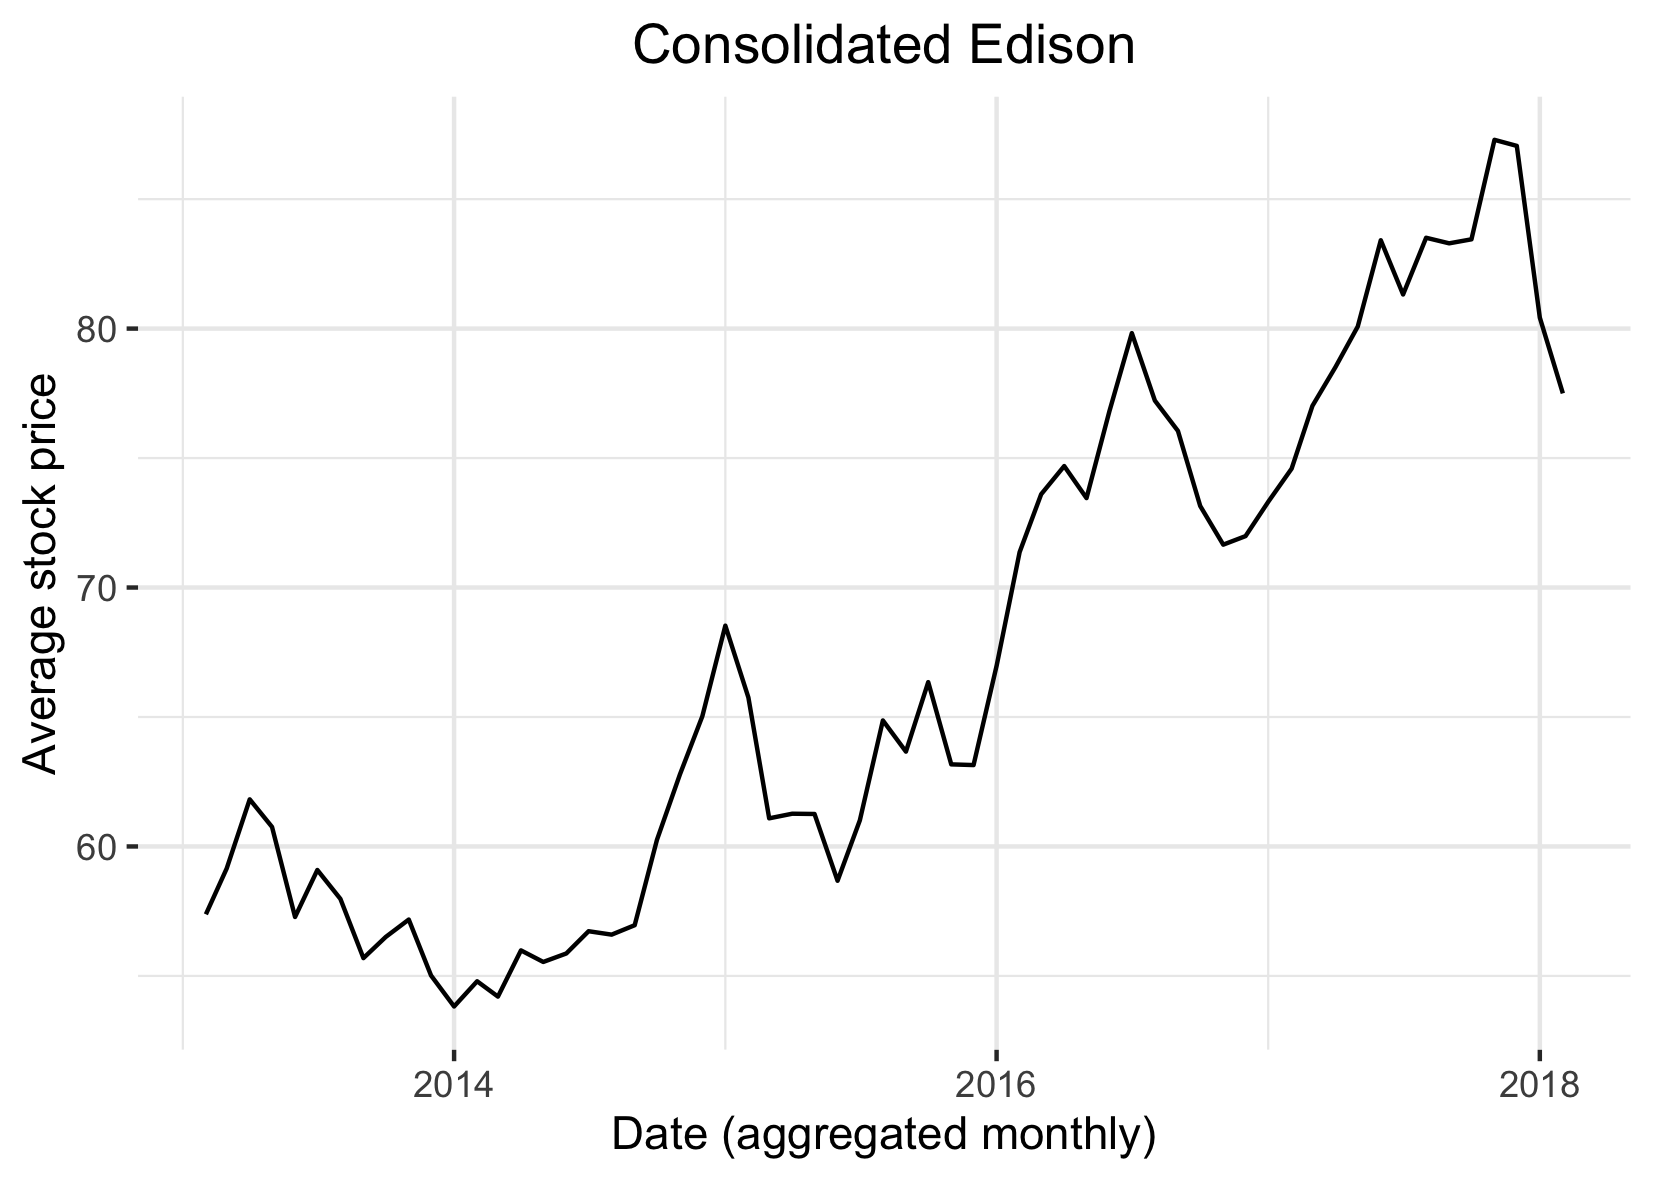 Consolidated Edison
Average stock price
80
70
60
2014 2016 2018
Date (aggregated monthly)